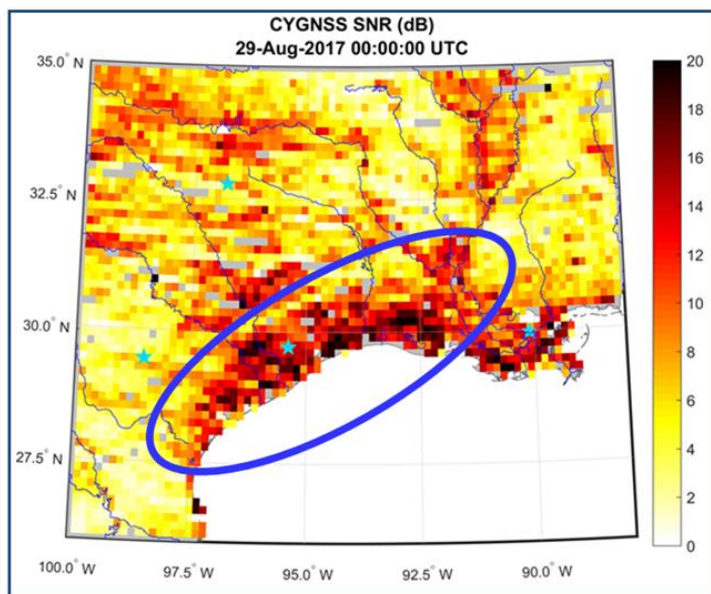 CYGNSS SNR (dB)
29-Aug-2017 00:00:00 UTC
35.0° N
32.5° N
30.0° N
27.5° N
100.0° W
97.5° W
95.0° W
92.5° W
90.0° W
20
18
16
14
12
10
8
6
4
2
0